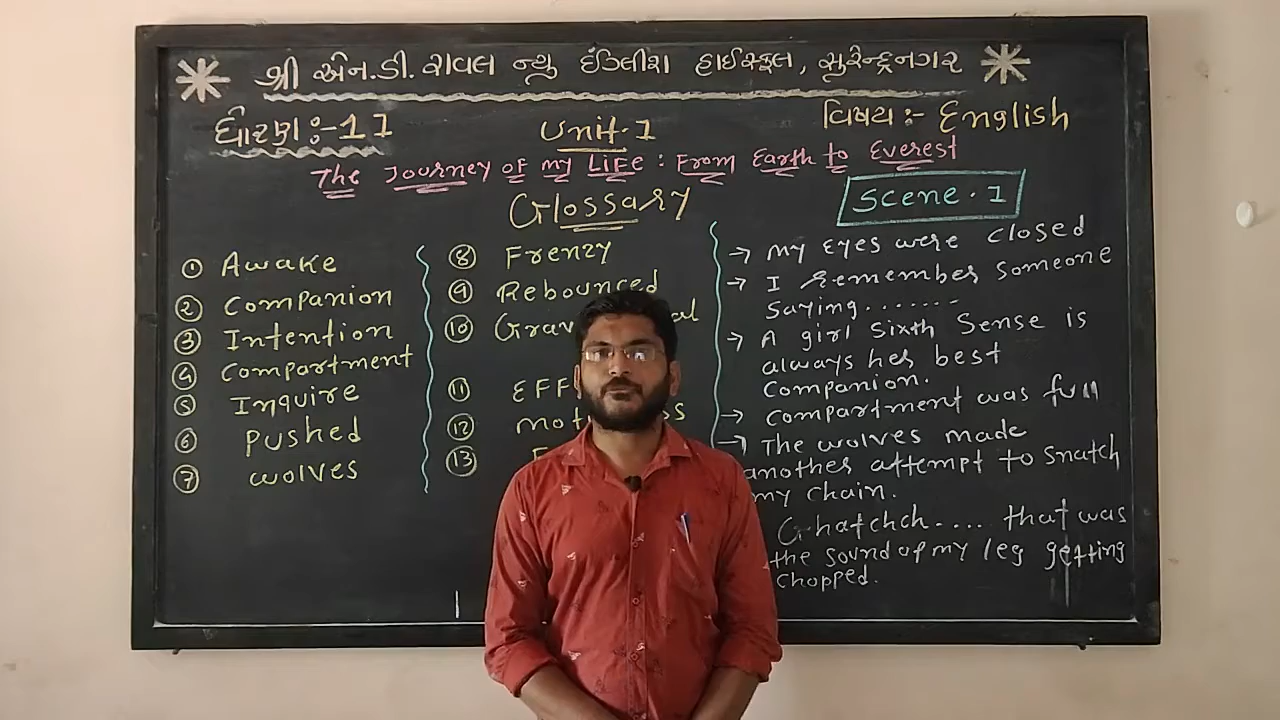 શ્રી એન.ડી. રાવલ ન્યુ ઈંગ્લીશ હાઈસ્કૂલ, સુરેન્દ્રનગર
ધોરણ :- 11
Unit-1
વિષય :- English
The Journey of my Life : From Earth to Everest
Glossary
Scene.1
① Awake
② Companion
③ Intention
④ Compartment
⑤ Inquire
⑥ Pushed
⑦ wolves
⑧ Frenzy
⑨ Rebounced
⑩
⑪
⑫
⑬
→ My Eyes were closed
→ I Remember Someone
Saying.......
→ A girl Sixth Sense is
always her best
Companion.
→ Compartment was full
→ The wolves made
another attempt to Snatch
my Chain.
Ghatchch.... that was
the sound of my leg getting
Chopped.